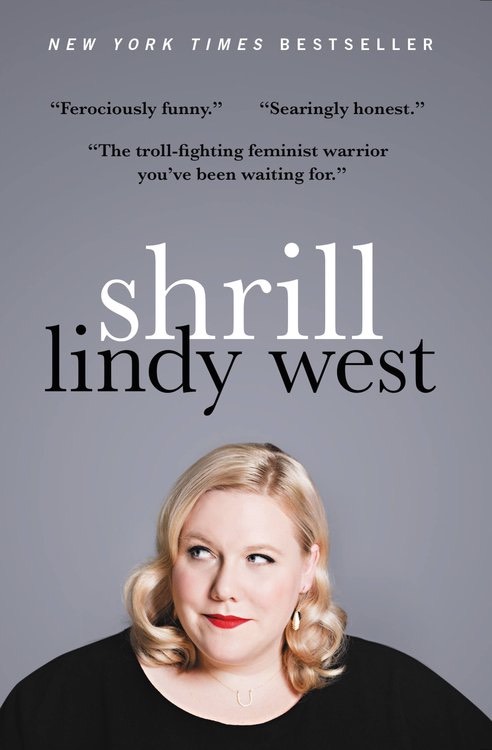 NEW YORK TIMES BESTSELLER
“Ferociously funny.” “Searingly honest.”
“The troll-fighting feminist warrior
you’ve been waiting for.”
shrill
lindy west